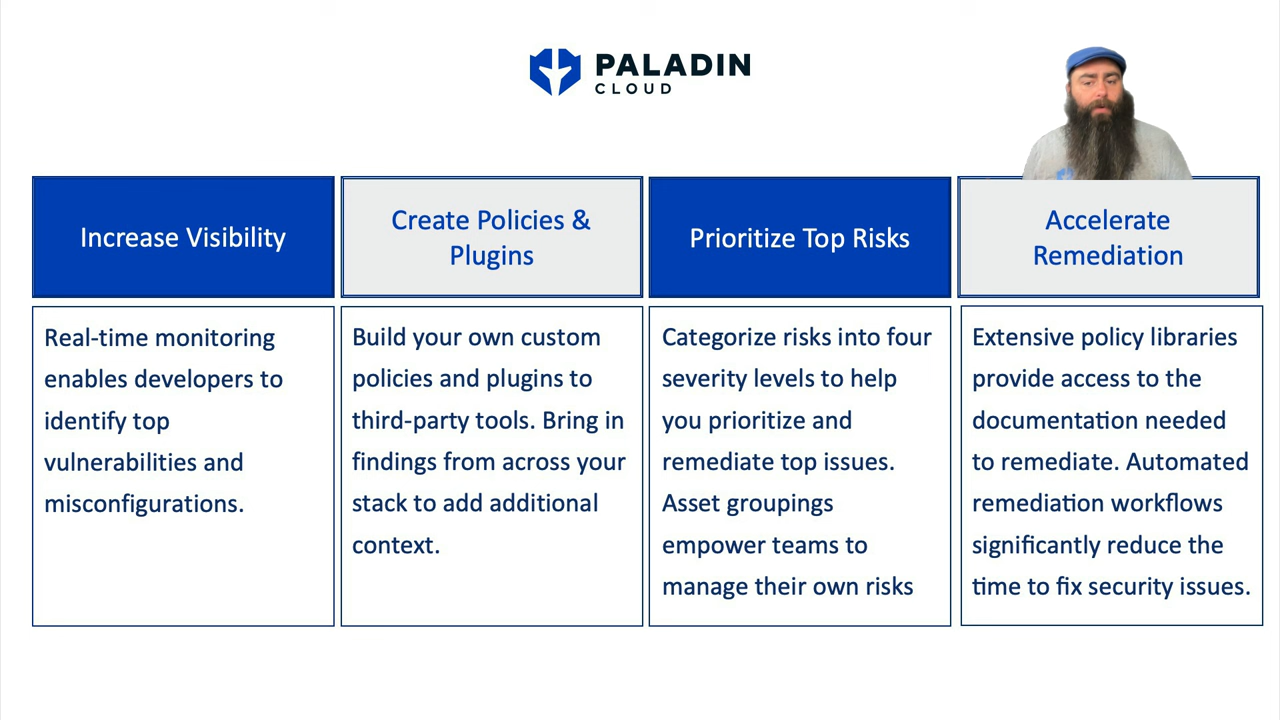 PALADIN
CLOUD
Increase Visibility
Real-time monitoring
enables developers to
identify top
vulnerabilities and
misconfigurations.
Create Policies &
Plugins
Build your own custom
policies and plugins to
third-party tools. Bring in
findings from across your
stack to add additional
context.
Prioritize Top Risks
Categorize risks into four
severity levels to help
you prioritize and
remediate top issues.
Asset groupings
empower teams to
manage their own risks
Accelerate
Remediation
Extensive policy libraries
provide access to the
documentation needed
to remediate. Automated
remediation workflows
significantly reduce the
time to fix security issues.